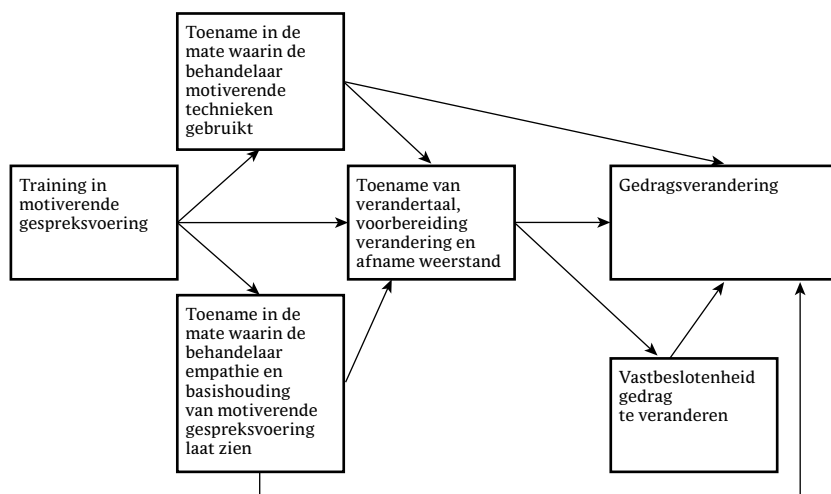 Toename in de
mate waarin de
behandelaar
motiverende
technieken
gebruikt
Training in
motiverende
gespreksvoering
Toename van
verandertaal,
voorbereiding
verandering en
afname weerstand
Gedragsverandering
Toename in de
mate waarin de
behandelaar
empathie en
basishouding
van motiverende
gespreksvoering
laat zien
Vastbeslotenheid
gedrag
te veranderen